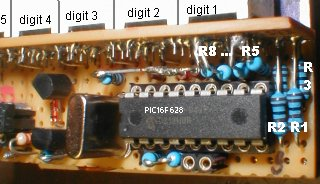 5 digit 4 digit 3 digit 2 digit 1
R8 ... R5
R
3
PIC16F628
R2 R1